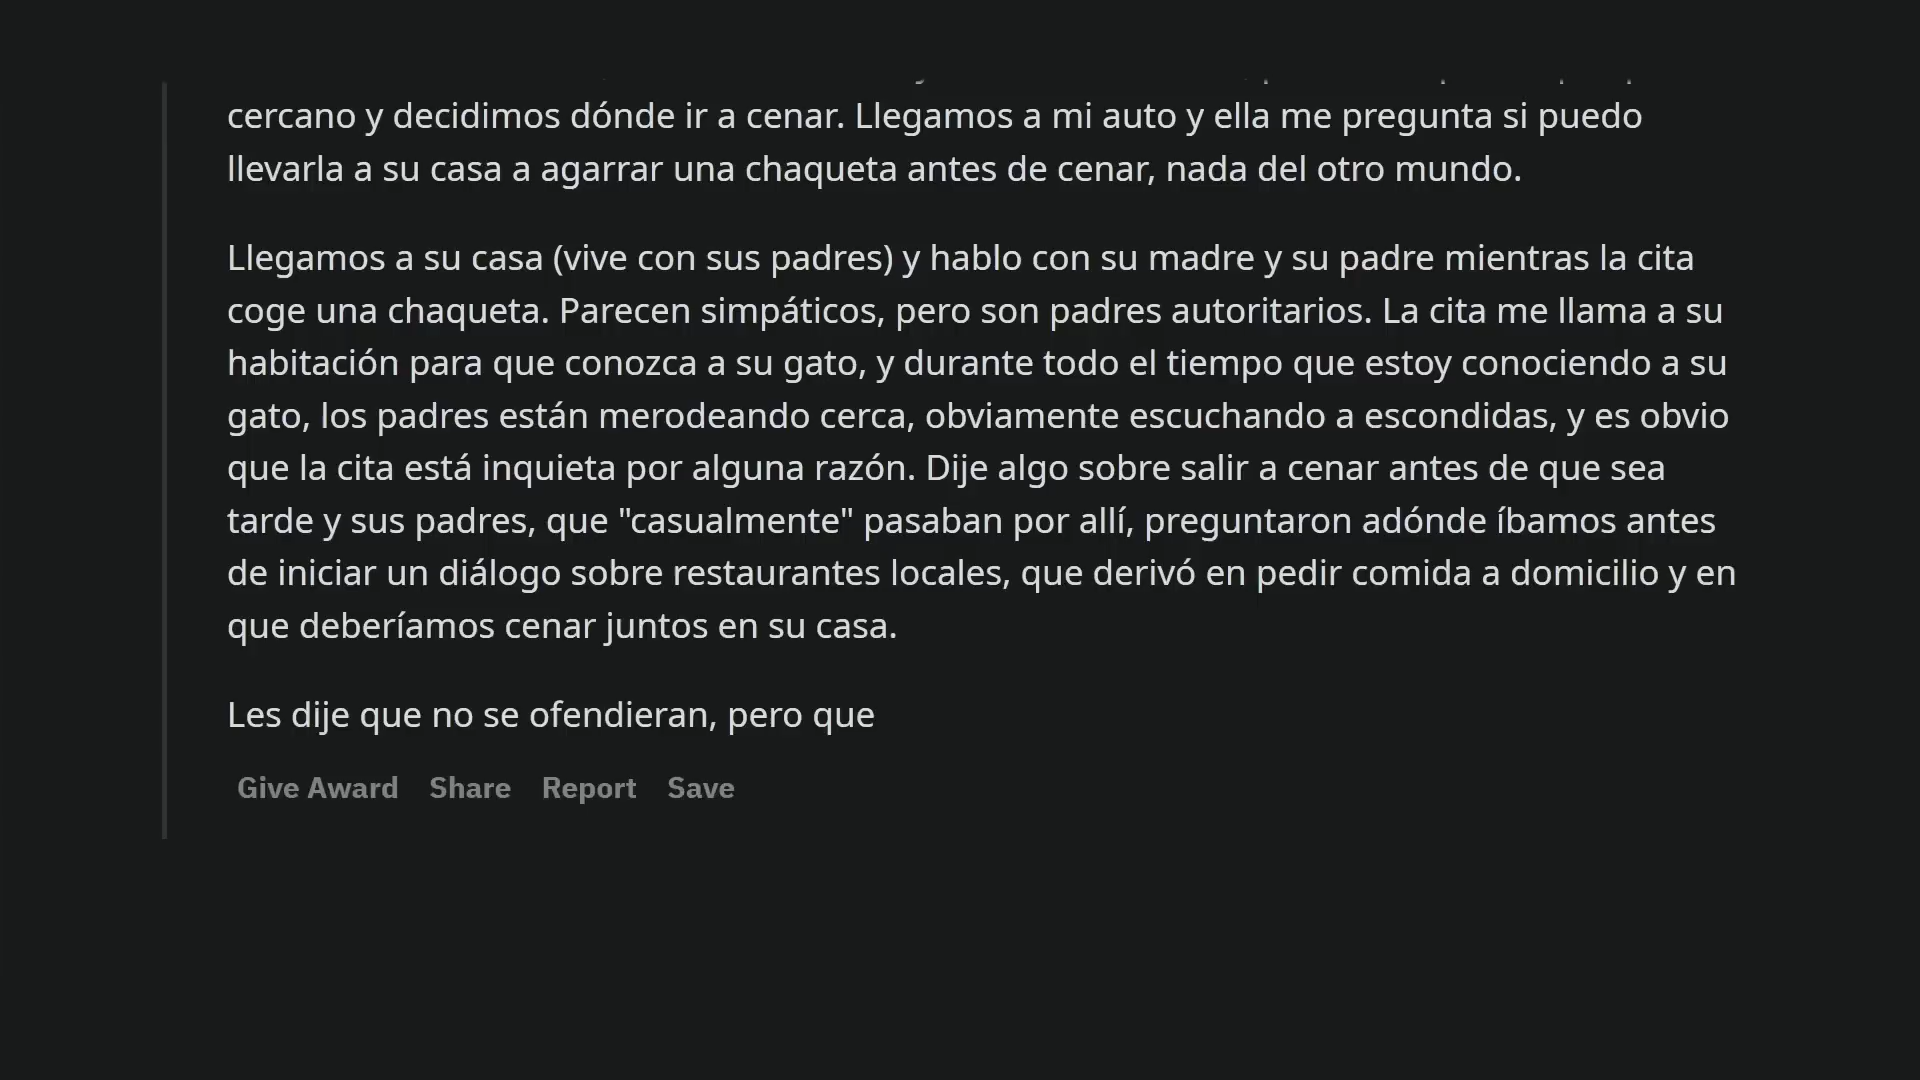 cercano y decidimos dónde ir a cenar. Llegamos a mi auto y ella me pregunta si puedo
llevarla a su casa a agarrar una chaqueta antes de cenar, nada del otro mundo.
Llegamos a su casa (vive con sus padres) y hablo con su madre y su padre mientras la cita
coge una chaqueta. Parecen simpáticos, pero son padres autoritarios. La cita me llama a su
habitación para que conozca a su gato, y durante todo el tiempo que estoy conociendo a su
gato, los padres están merodeando cerca, obviamente escuchando a escondidas, y es obvio
que la cita está inquieta por alguna razón. Dije algo sobre salir a cenar antes de que sea
tarde y sus padres, que "casualmente" pasaban por allí, preguntaron adónde íbamos antes
de iniciar un diálogo sobre restaurantes locales, que derivó en pedir comida a domicilio y en
que deberíamos cenar juntos en su casa.
Les dije que no se ofendieran, pero que
Give Award Share Report Save